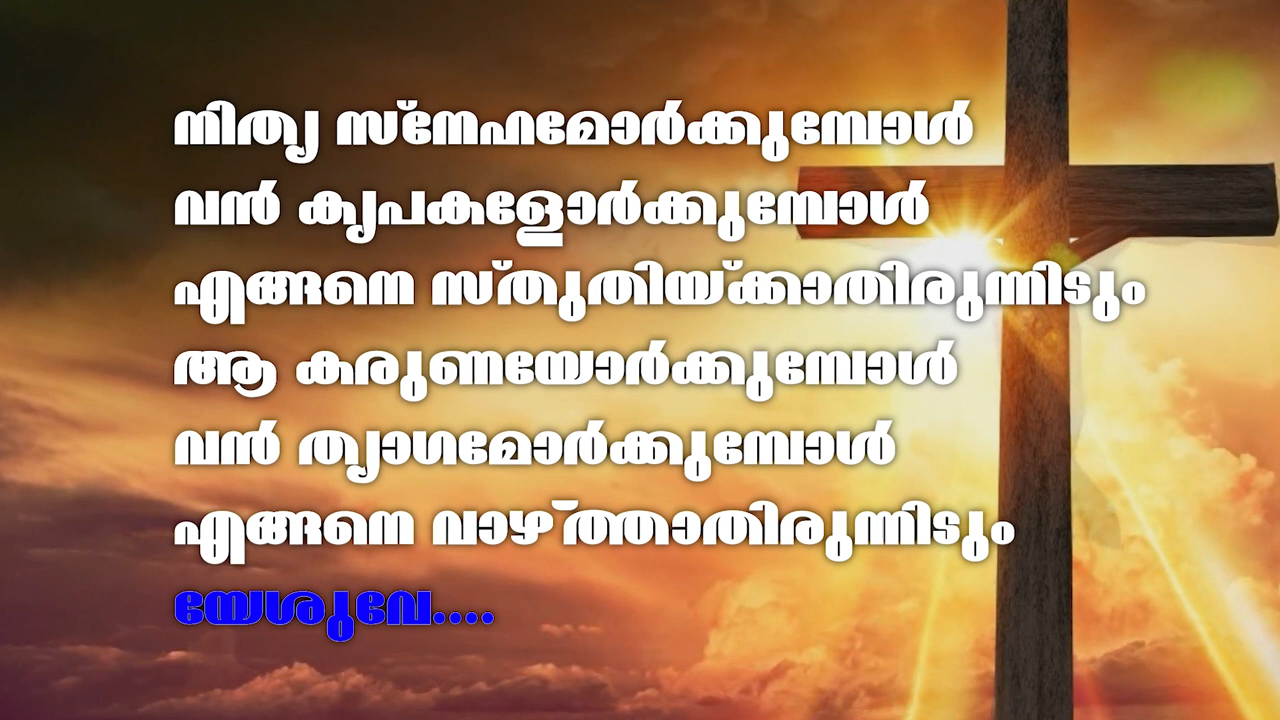 നിത്യ സ്നേഹമോർക്കുമ്പോൾ
വൻ കൃപകളോർക്കുമ്പോൾ
എങ്ങനെ സ്തുതിയ്ക്കാതിരുന്നിടും
ആ കരുണയോർക്കുമ്പോൾ
വൻ ത്യാഗമോർക്കുമ്പോൾ
എങ്ങനെ വാഴ്ത്താതിരുന്നിടും
യേശുവേ....